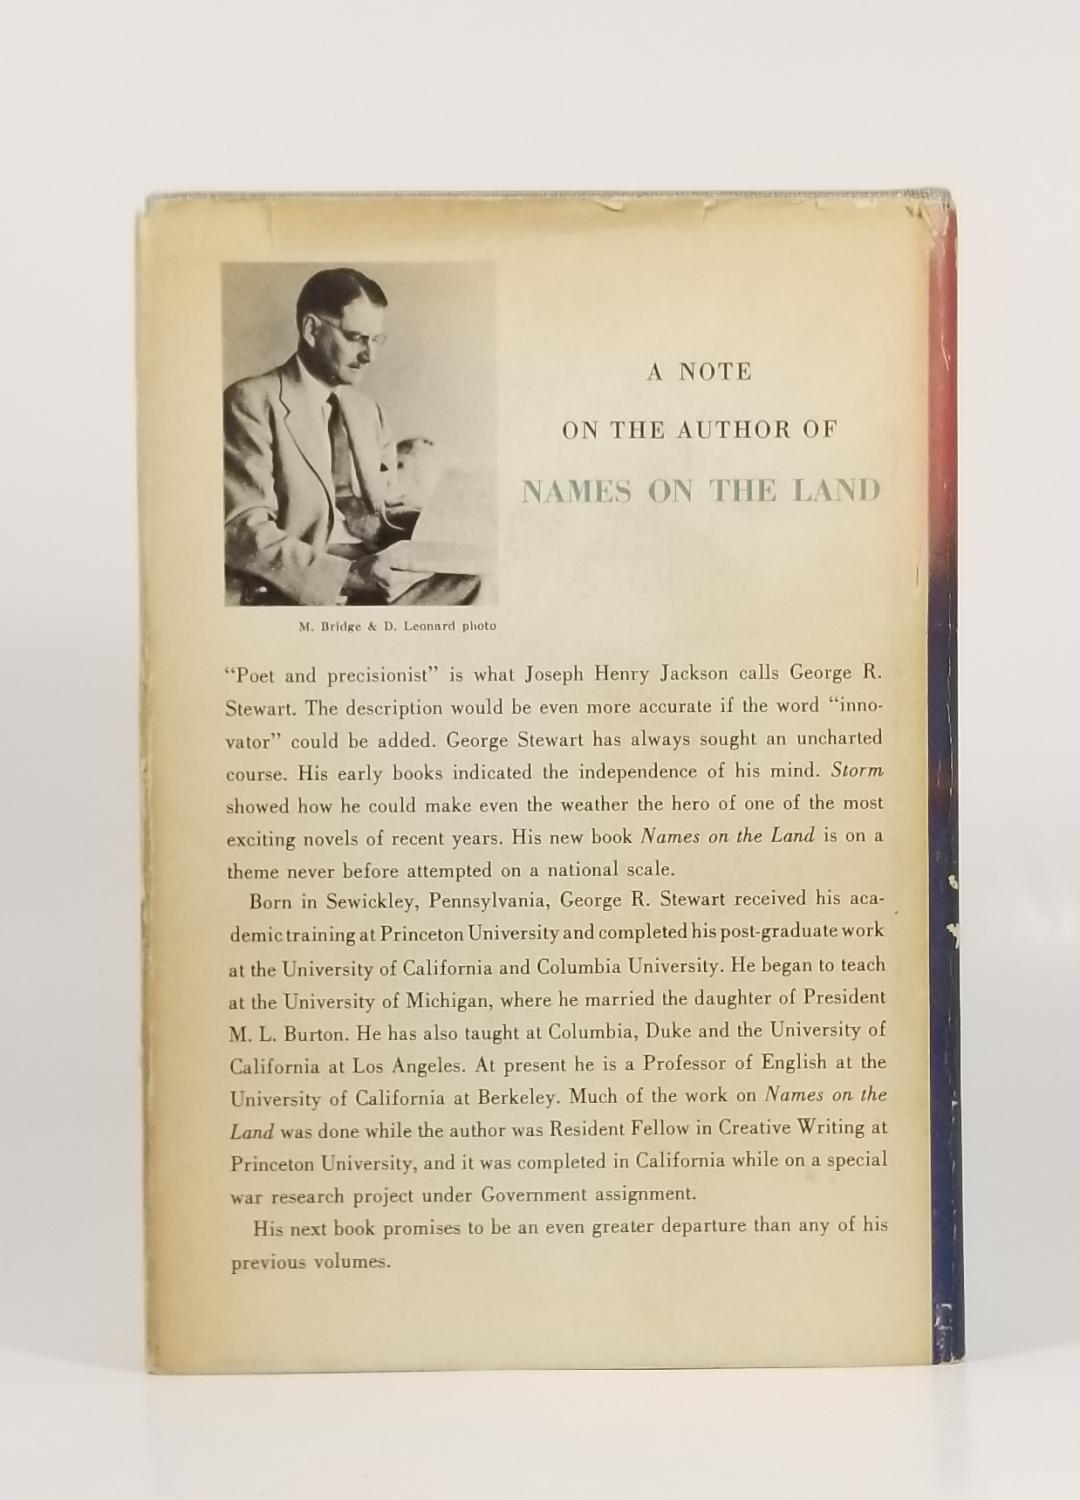 A NOTE
ON THE AUTHOR OF
NAMES ON THE LAND
M. Bridge & D. Leonard photo
“Poet and precisionist” is what Joseph Henry Jackson calls George R.
Stewart. The description would be even more accurate if the word “inno-
vator” could be added. George Stewart has always sought an uncharted
course. His early books indicated the independence of his mind. Storm
showed how he could make even the weather the hero of one of the most
exciting novels of recent years. His new book Names on the Land is on a
theme never before attempted on a national scale.
Born in Sewickley, Pennsylvania, George R. Stewart received his aca-
demic training at Princeton University and completed his post-graduate work
at the University of California and Columbia University. He began to teach
at the University of Michigan, where he married the daughter of President
M. L. Burton. He has also taught at Columbia, Duke and the University of
California at Los Angeles. At present he is a Professor of English at the
University of California at Berkeley. Much of the work on Names on the
Land was done while the author was Resident Fellow in Creative Writing at
Princeton University, and it was completed in California while on a special
war research project under Government assignment.
His next book promises to be an even greater departure than any of his
previous volumes.